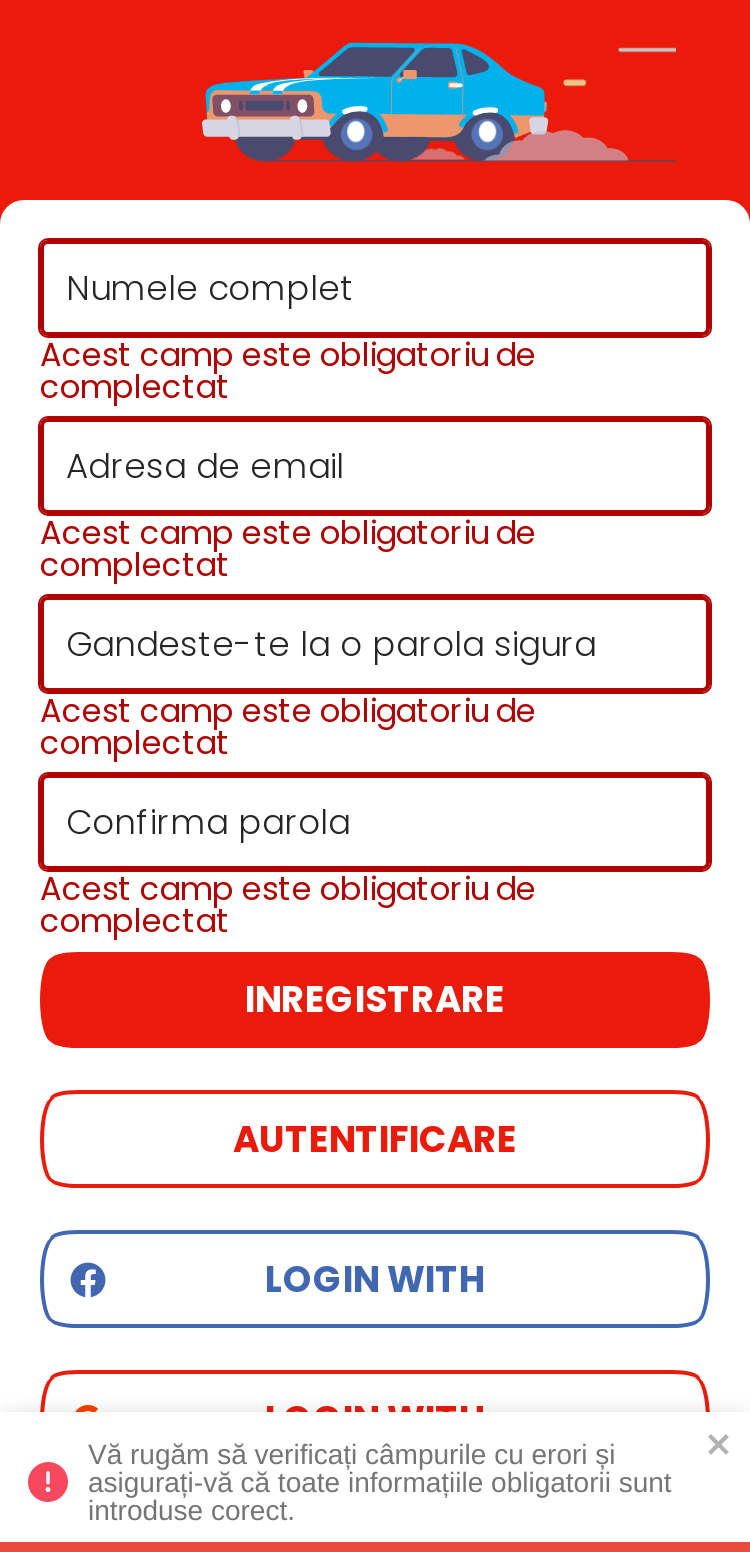 Numele complet
Acest camp este obligatoriu de
complectat
Adresa de email
Acest camp este obligatoriu de
complectat
Gandeste-te la o parola sigura
Acest camp este obligatoriu de
complectat
Confirma parola
Acest camp este obligatoriu de
complectat
INREGISTRARE
AUTENTIFICARE
LOGIN WITH
LOGIN WITH
Vă rugăm să verificați câmpurile cu erori și
asigurați-vă că toate informațiile obligatorii sunt
introduse corect.